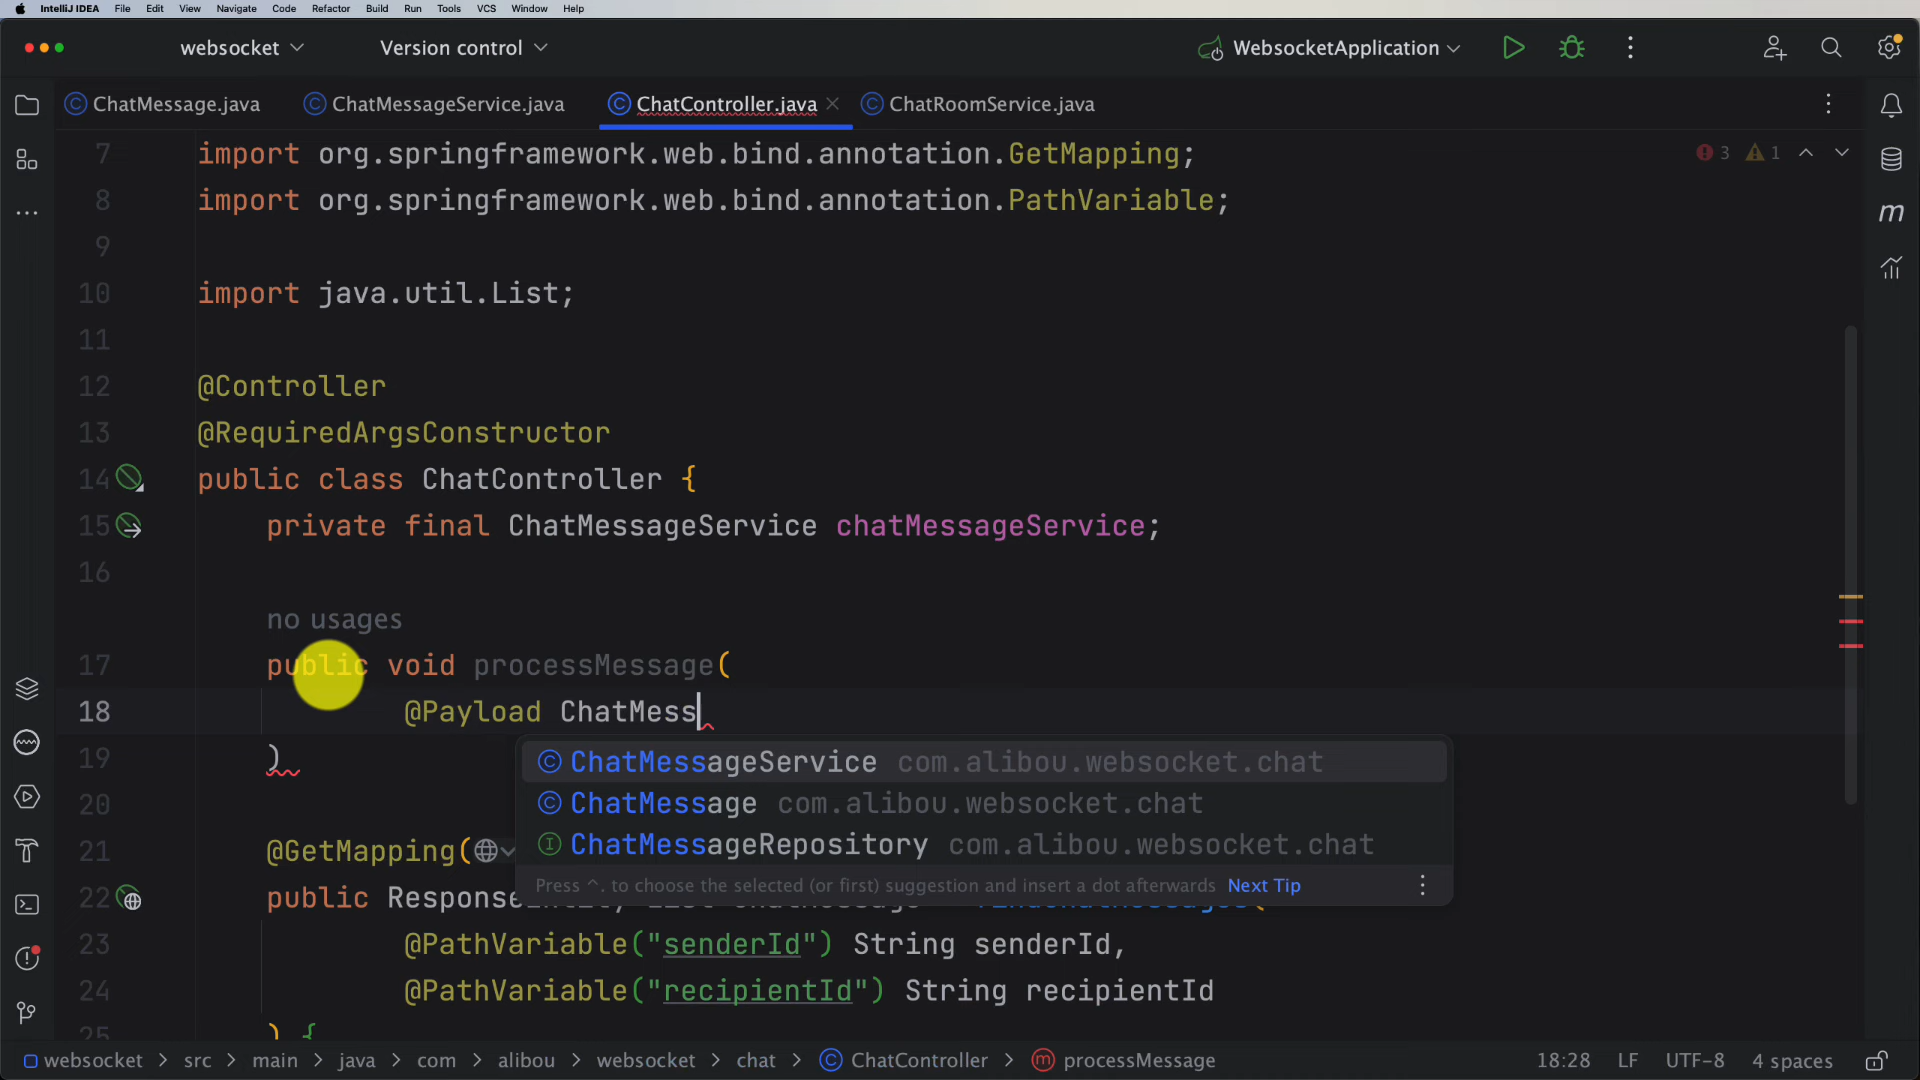 IntelliJ IDEA File Edit View Navigate Code Refactor Build Run Tools VCS Window Help
websocket Version control WebsocketApplication
ChatMessage.java ChatMessageService.java ChatController.java ChatRoomService.java
7 import org.springframework.web.bind.annotation.GetMapping; 3 1
8 import org.springframework.web.bind.annotation.PathVariable;
9
10 import java.util.List;
11
12 @Controller
13 @RequiredArgsConstructor
14 public class ChatController {
15 private final ChatMessageService chatMessageService;
16
no usages
17 public void processMessage(
18 @Payload ChatMess
19 )
ChatMessageService com.alibou.websocket.chat
ChatMessage com.alibou.websocket.chat
ChatMessageRepository com.alibou.websocket.chat
Press ^. to choose the selected (or first) suggestion and insert a dot afterwards Next Tip
20
21 @GetMapping(
22 public
23 @PathVariable("senderId") String senderId,
24 @PathVariable("recipientId") String recipientId
25 ) {
websocket > src > main > java > com > alibou > websocket > chat > ChatController > processMessage 18:28 LF UTF-8 4 spaces